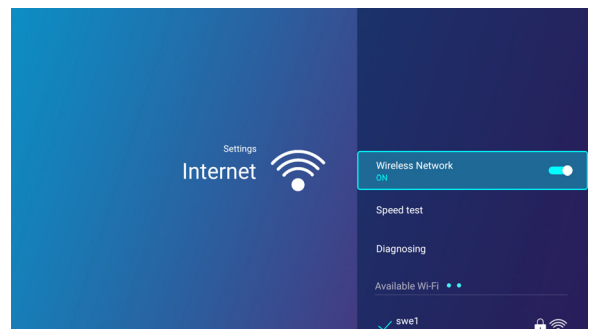 Settings
Internet
Wireless Network
ON
Speed test
Diagnosing
Available Wi-Fi
swe1